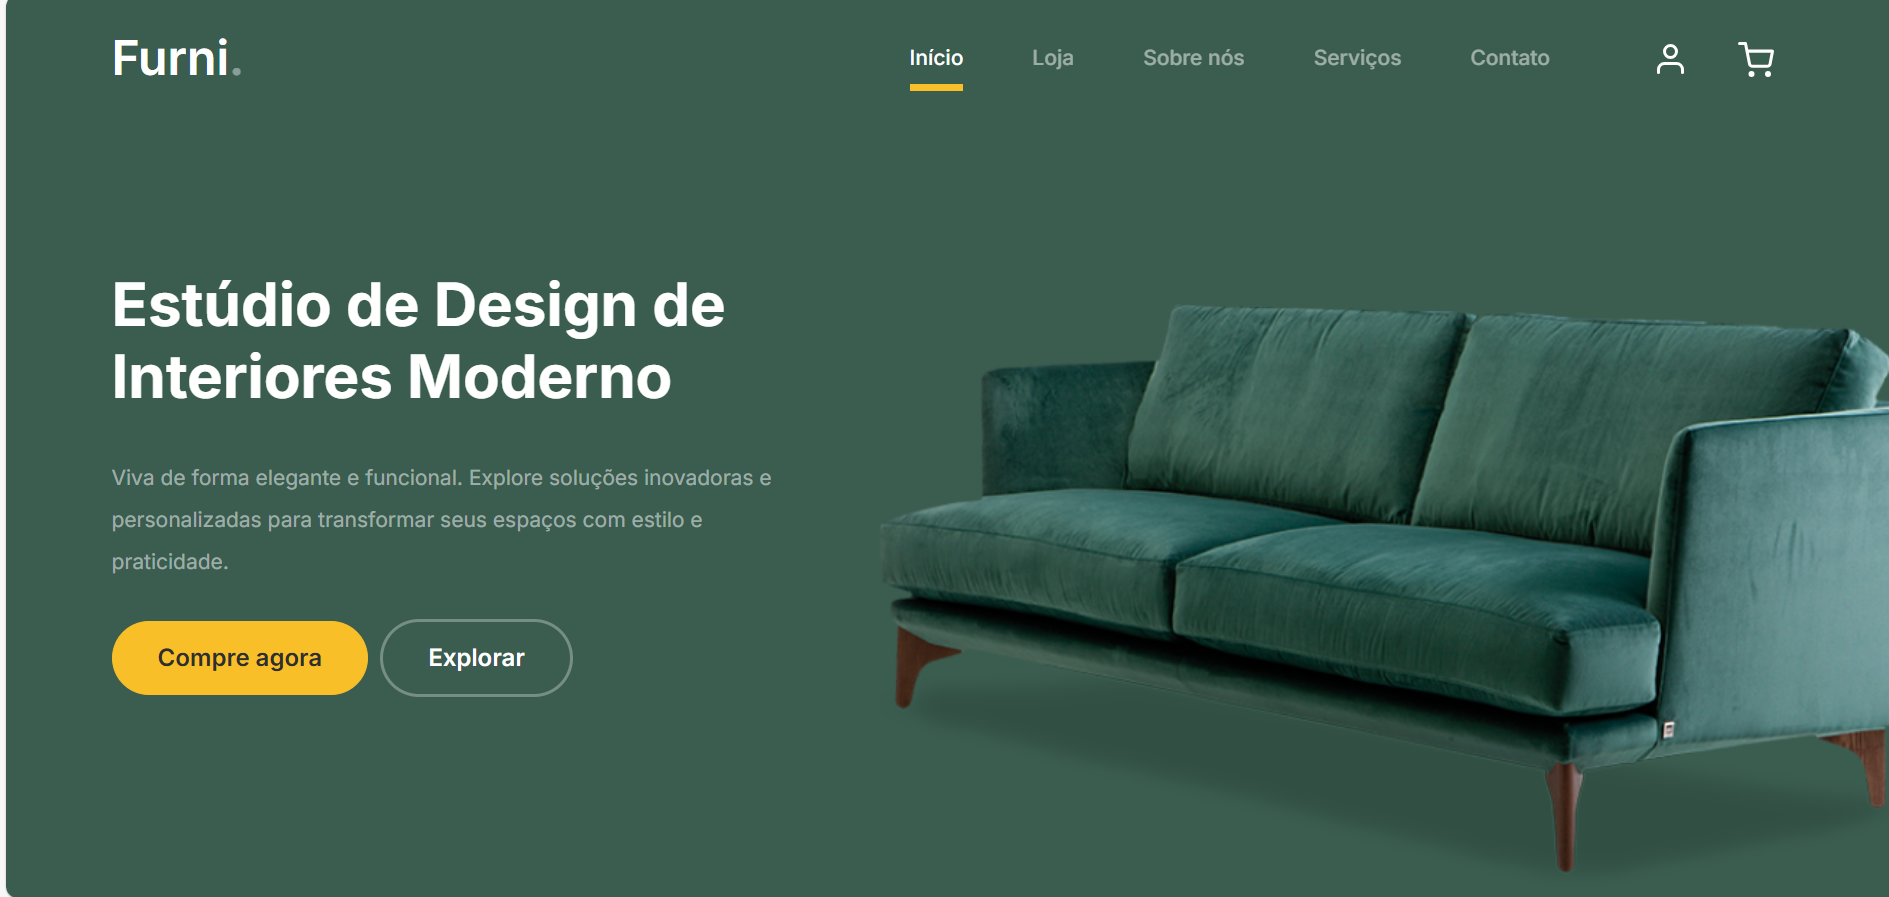 Furni.
Início Loja Sobre nós Serviços Contato
Estúdio de Design de
Interiores Moderno
Viva de forma elegante e funcional. Explore soluções inovadoras e
personalizadas para transformar seus espaços com estilo e
praticidade.
Compre agora Explorar